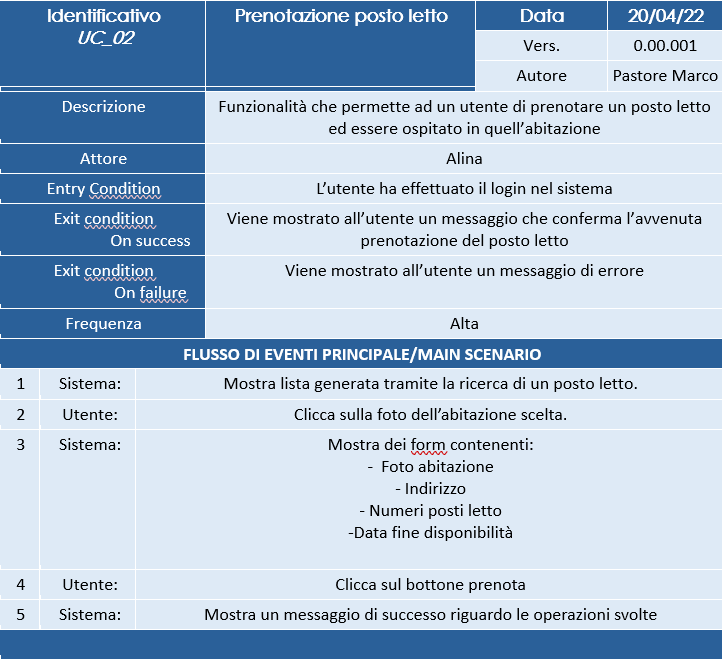 Identificativo
UC_02
Prenotazione posto letto
Data
20/04/22
Vers.
0.00.001
Autore
Pastore Marco
Descrizione
Funzionalità che permette ad un utente di prenotare un posto letto
ed essere ospitato in quell’abitazione
Attore
Alina
Entry Condition
L’utente ha effettuato il login nel sistema
Exit condition
On success
Viene mostrato all’utente un messaggio che conferma l’avvenuta
prenotazione del posto letto
Exit condition
On failure
Viene mostrato all’utente un messaggio di errore
Frequenza
Alta
FLUSSO DI EVENTI PRINCIPALE/MAIN SCENARIO
1 Sistema: Mostra lista generata tramite la ricerca di un posto letto.
2 Utente: Clicca sulla foto dell’abitazione scelta.
3 Sistema: Mostra dei form contenenti:
- Foto abitazione
- Indirizzo
- Numeri posti letto
-Data fine disponibilità
4 Utente: Clicca sul bottone prenota
5 Sistema: Mostra un messaggio di successo riguardo le operazioni svolte